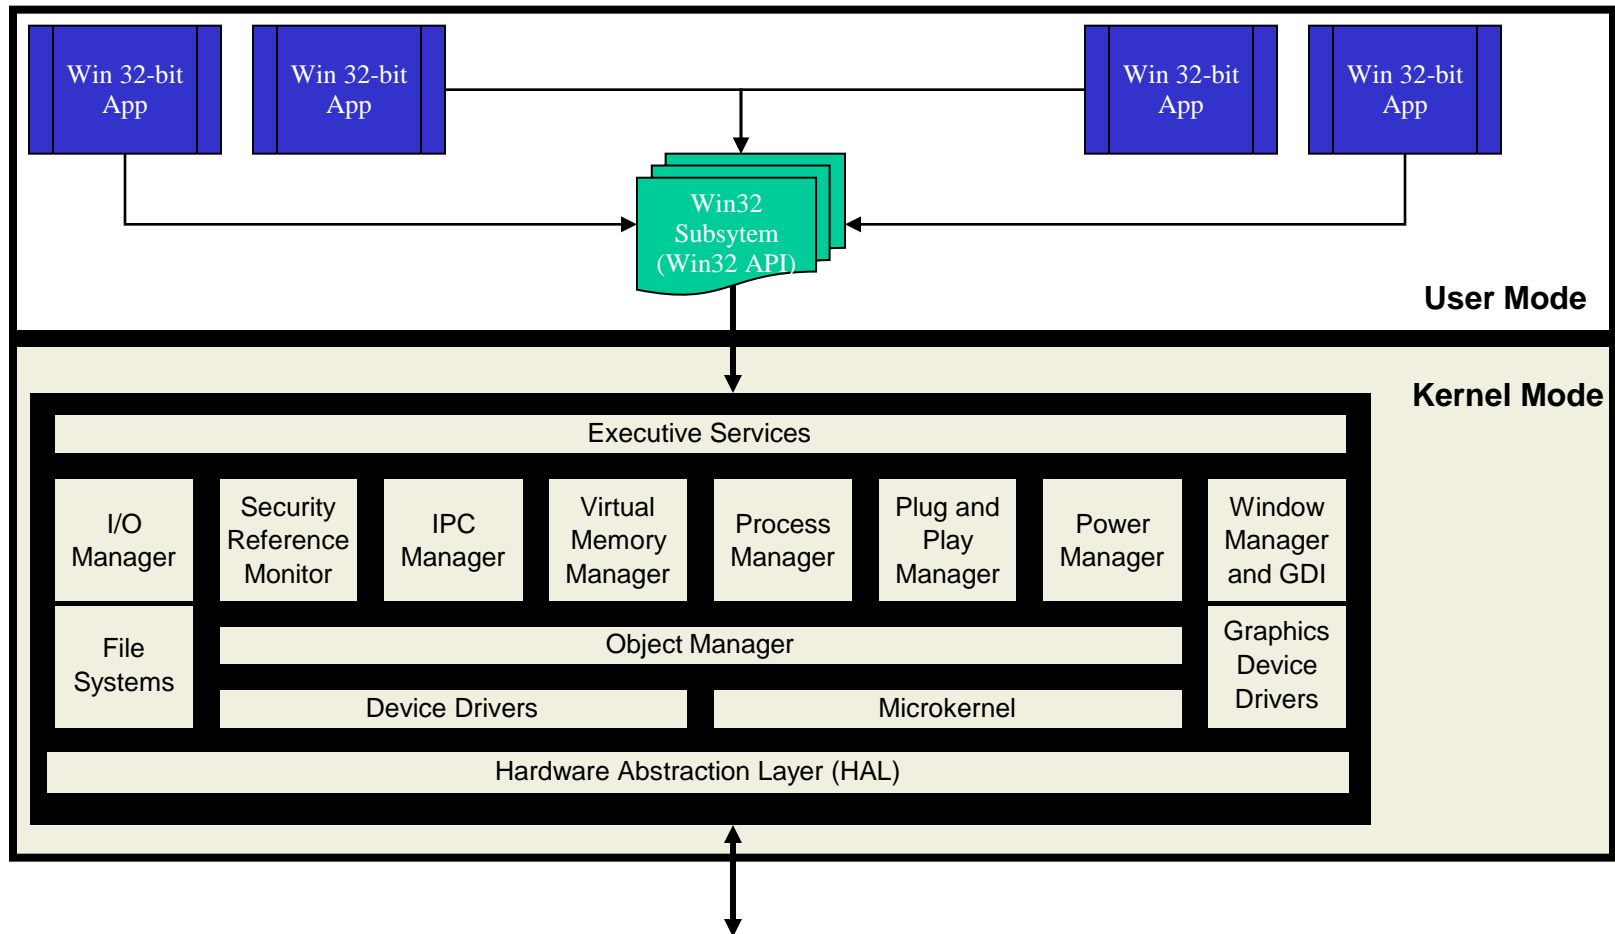 Win 32-bit
App
Win 32-bit
App
Win 32-bit
App
Win 32-bit
App
Win32
Subsytem
(Win32 API)
User Mode
Kernel Mode
Executive Services
I/O
Manager
Security
Reference
Monitor
IPC
Manager
Virtual
Memory
Manager
Process
Manager
Plug and
Play
Manager
Power
Manager
Window
Manager
and GDI
File
Systems
Object Manager
Graphics
Device
Drivers
Device Drivers
Microkernel
Hardware Abstraction Layer (HAL)